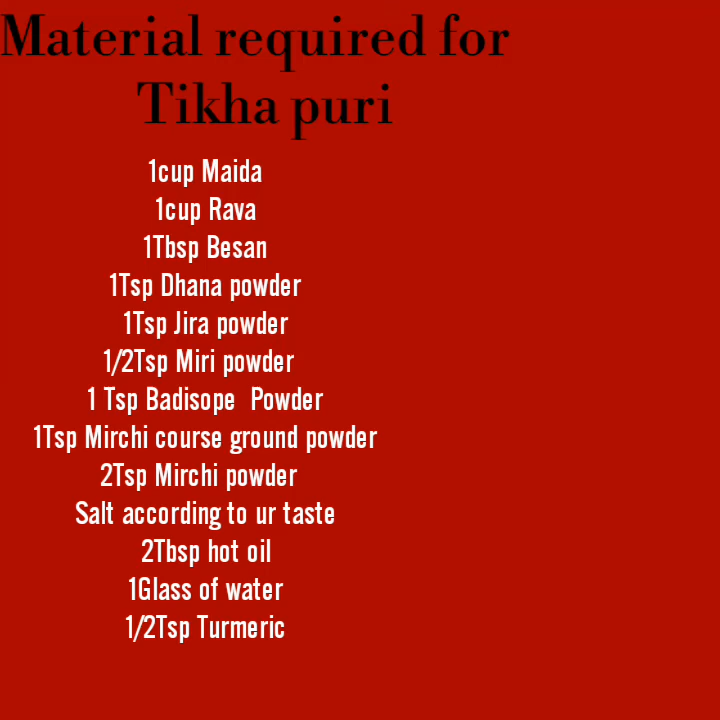 Material required for
Tikha puri
1cup Maida
1cup Rava
1Tbsp Besan
1Tsp Dhana powder
1Tsp Jira powder
1/2Tsp Miri powder
1 Tsp Badisope  Powder
1Tsp Mirchi course ground powder
2Tsp Mirchi powder
Salt according to ur taste
2Tbsp hot oil
1Glass of water
1/2Tsp Turmeric